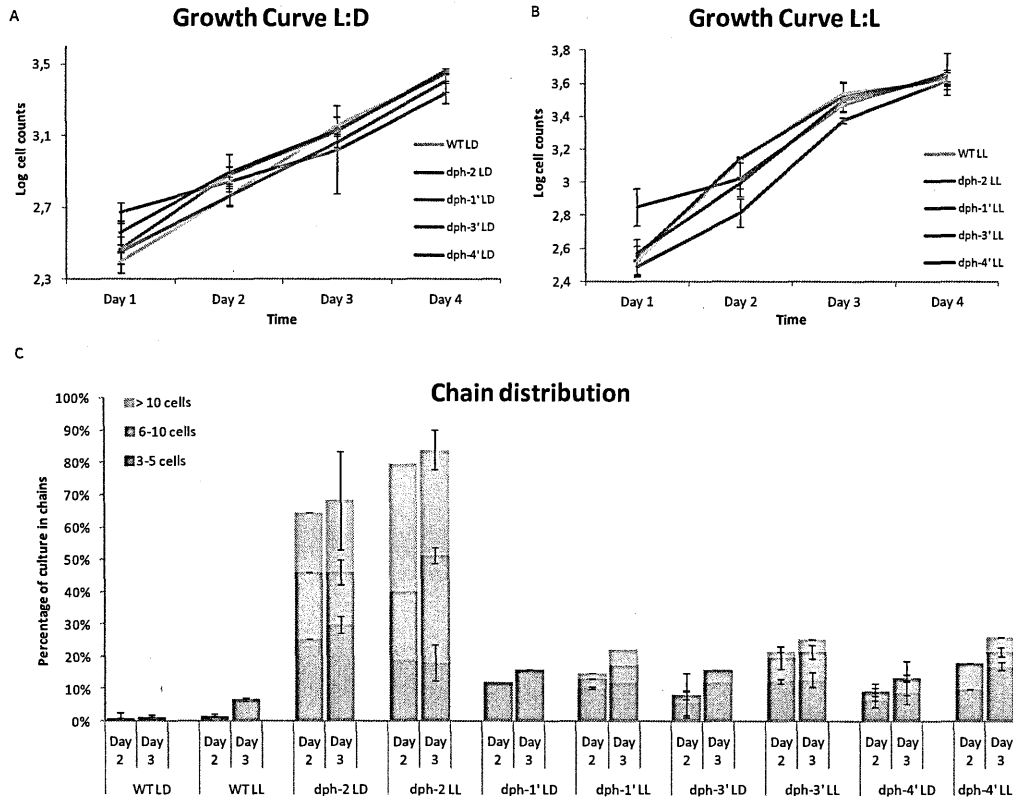 A
Growth Curve L:D
3,5
3,1
2,7
2,3
Log cell counts
Day 1 Day 2 Day 3 Day 4
Time
WT LD
dph-2 LD
dph-1' LD
dph-3' LD
dph-4' LD
B
Growth Curve L:L
3,8
3,6
3,4
3,2
3
2,8
2,6
2,4
Log cell counts
Day 1 Day 2 Day 3 Day 4
Time
WT LL
dph-2 LL
dph-1' LL
dph-3' LL
dph-4' LL
C
Chain distribution
100%
90%
80%
70%
60%
50%
40%
30%
20%
10%
0%
Percentage of culture in chains
> 10 cells
6-10 cells
3-5 cells
Day Day Day Day Day Day Day Day Day Day Day Day Day Day Day Day Day Day Day Day
2 3 2 3 2 3 2 3 2 3 2 3 2 3 2 3 2 3 2 3
WT LD WT LL dph-2 LD dph-2 LL dph-1' LD dph-1' LL dph-3' LD dph-3' LL dph-4' LD dph-4' LL